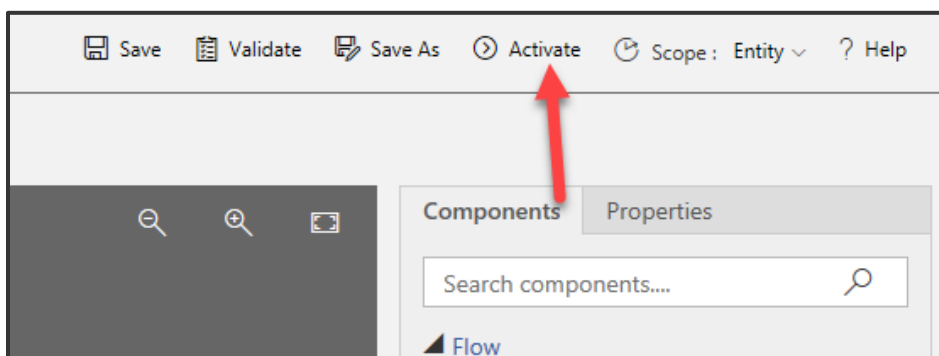 Save Validate Save As Activate Scope : Entity ? Help
Components Properties
Search components....
Flow